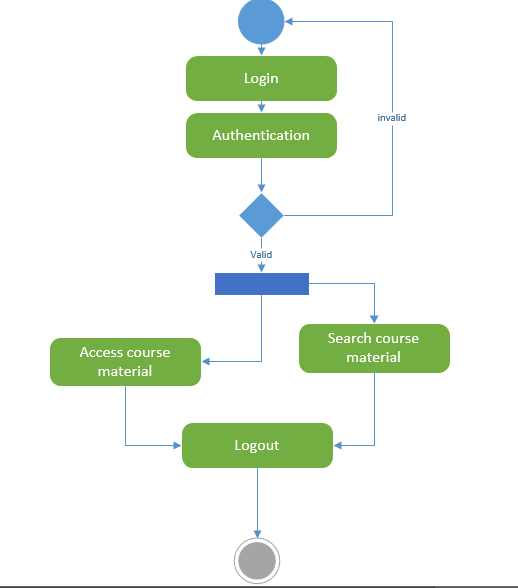 Login
Authentication
invalid
Valid
Search course
material
Access course
material
Logout